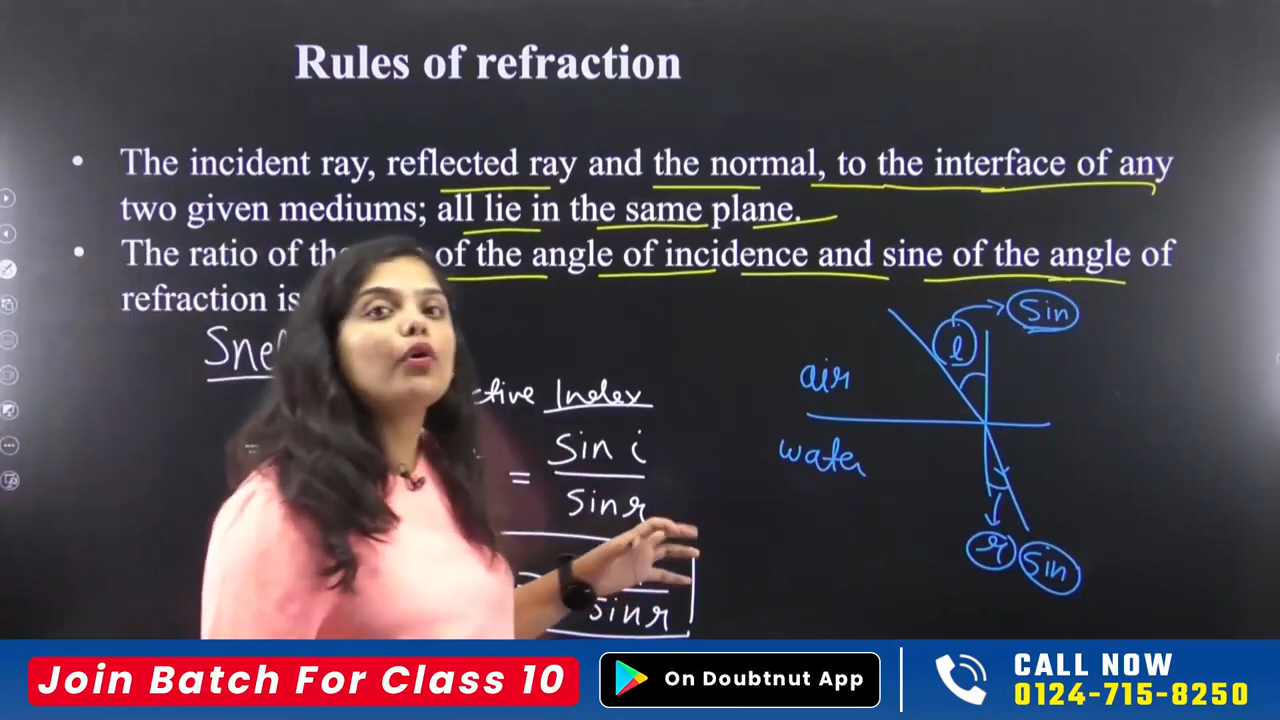 Rules of refraction
• The incident ray, reflected ray and the normal, to the interface of any
two given mediums; all lie in the same plane.
• The ratio of the of the angle of incidence and sine of the angle of
refraction is
Sin
i
air
water
r Sin
Index
= Sin i
Sin r
Sin r
Join Batch For Class 10
On Doubtnut App
CALL NOW
0124-715-8250